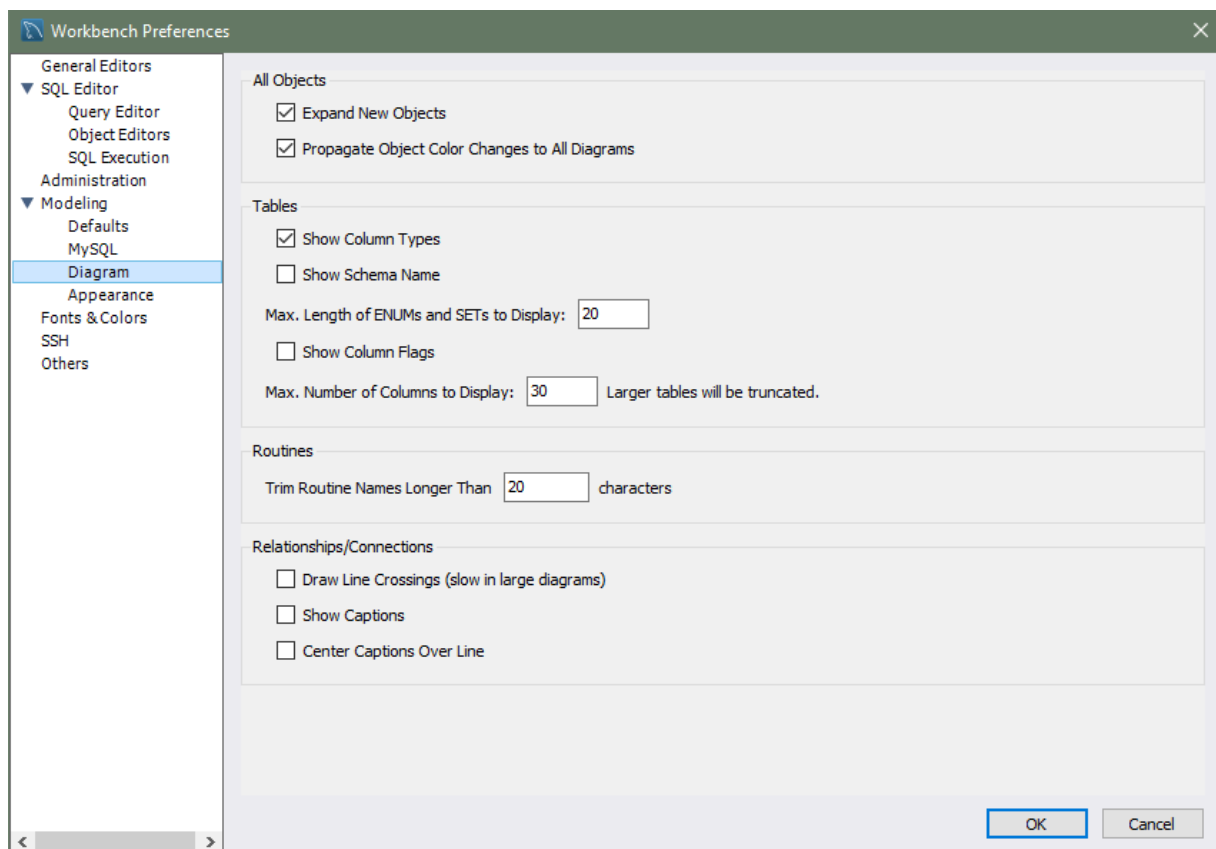 Workbench Preferences
General Editors
SQL Editor
Query Editor
Object Editors
SQL Execution
Administration
Modeling
Defaults
MySQL
Diagram
Appearance
Fonts & Colors
SSH
Others
All Objects
Expand New Objects
Propagate Object Color Changes to All Diagrams
Tables
Show Column Types
Show Schema Name
Max. Length of ENUMs and SETs to Display: 20
Show Column Flags
Max. Number of Columns to Display: 30 Larger tables will be truncated.
Routines
Trim Routine Names Longer Than 20 characters
Relationships/Connections
Draw Line Crossings (slow in large diagrams)
Show Captions
Center Captions Over Line
OK Cancel